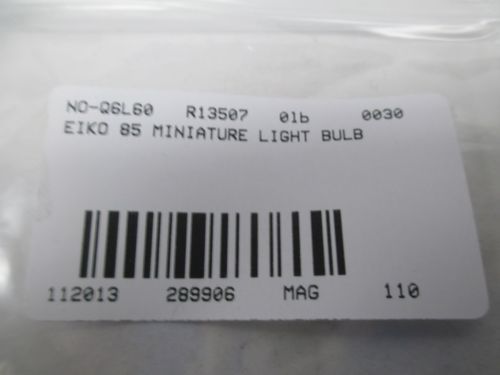 NO-Q6L60 R13507 01b 0030
EIKO 85 MINIATURE LIGHT BULB
112013 289906 MAG 110